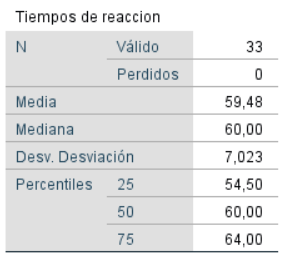 Tiempos de reaccion
N Válido 33
Perdidos 0
Media 59,48
Mediana 60,00
Desv. Desviación 7,023
Percentiles 25 54,50
50 60,00
75 64,00